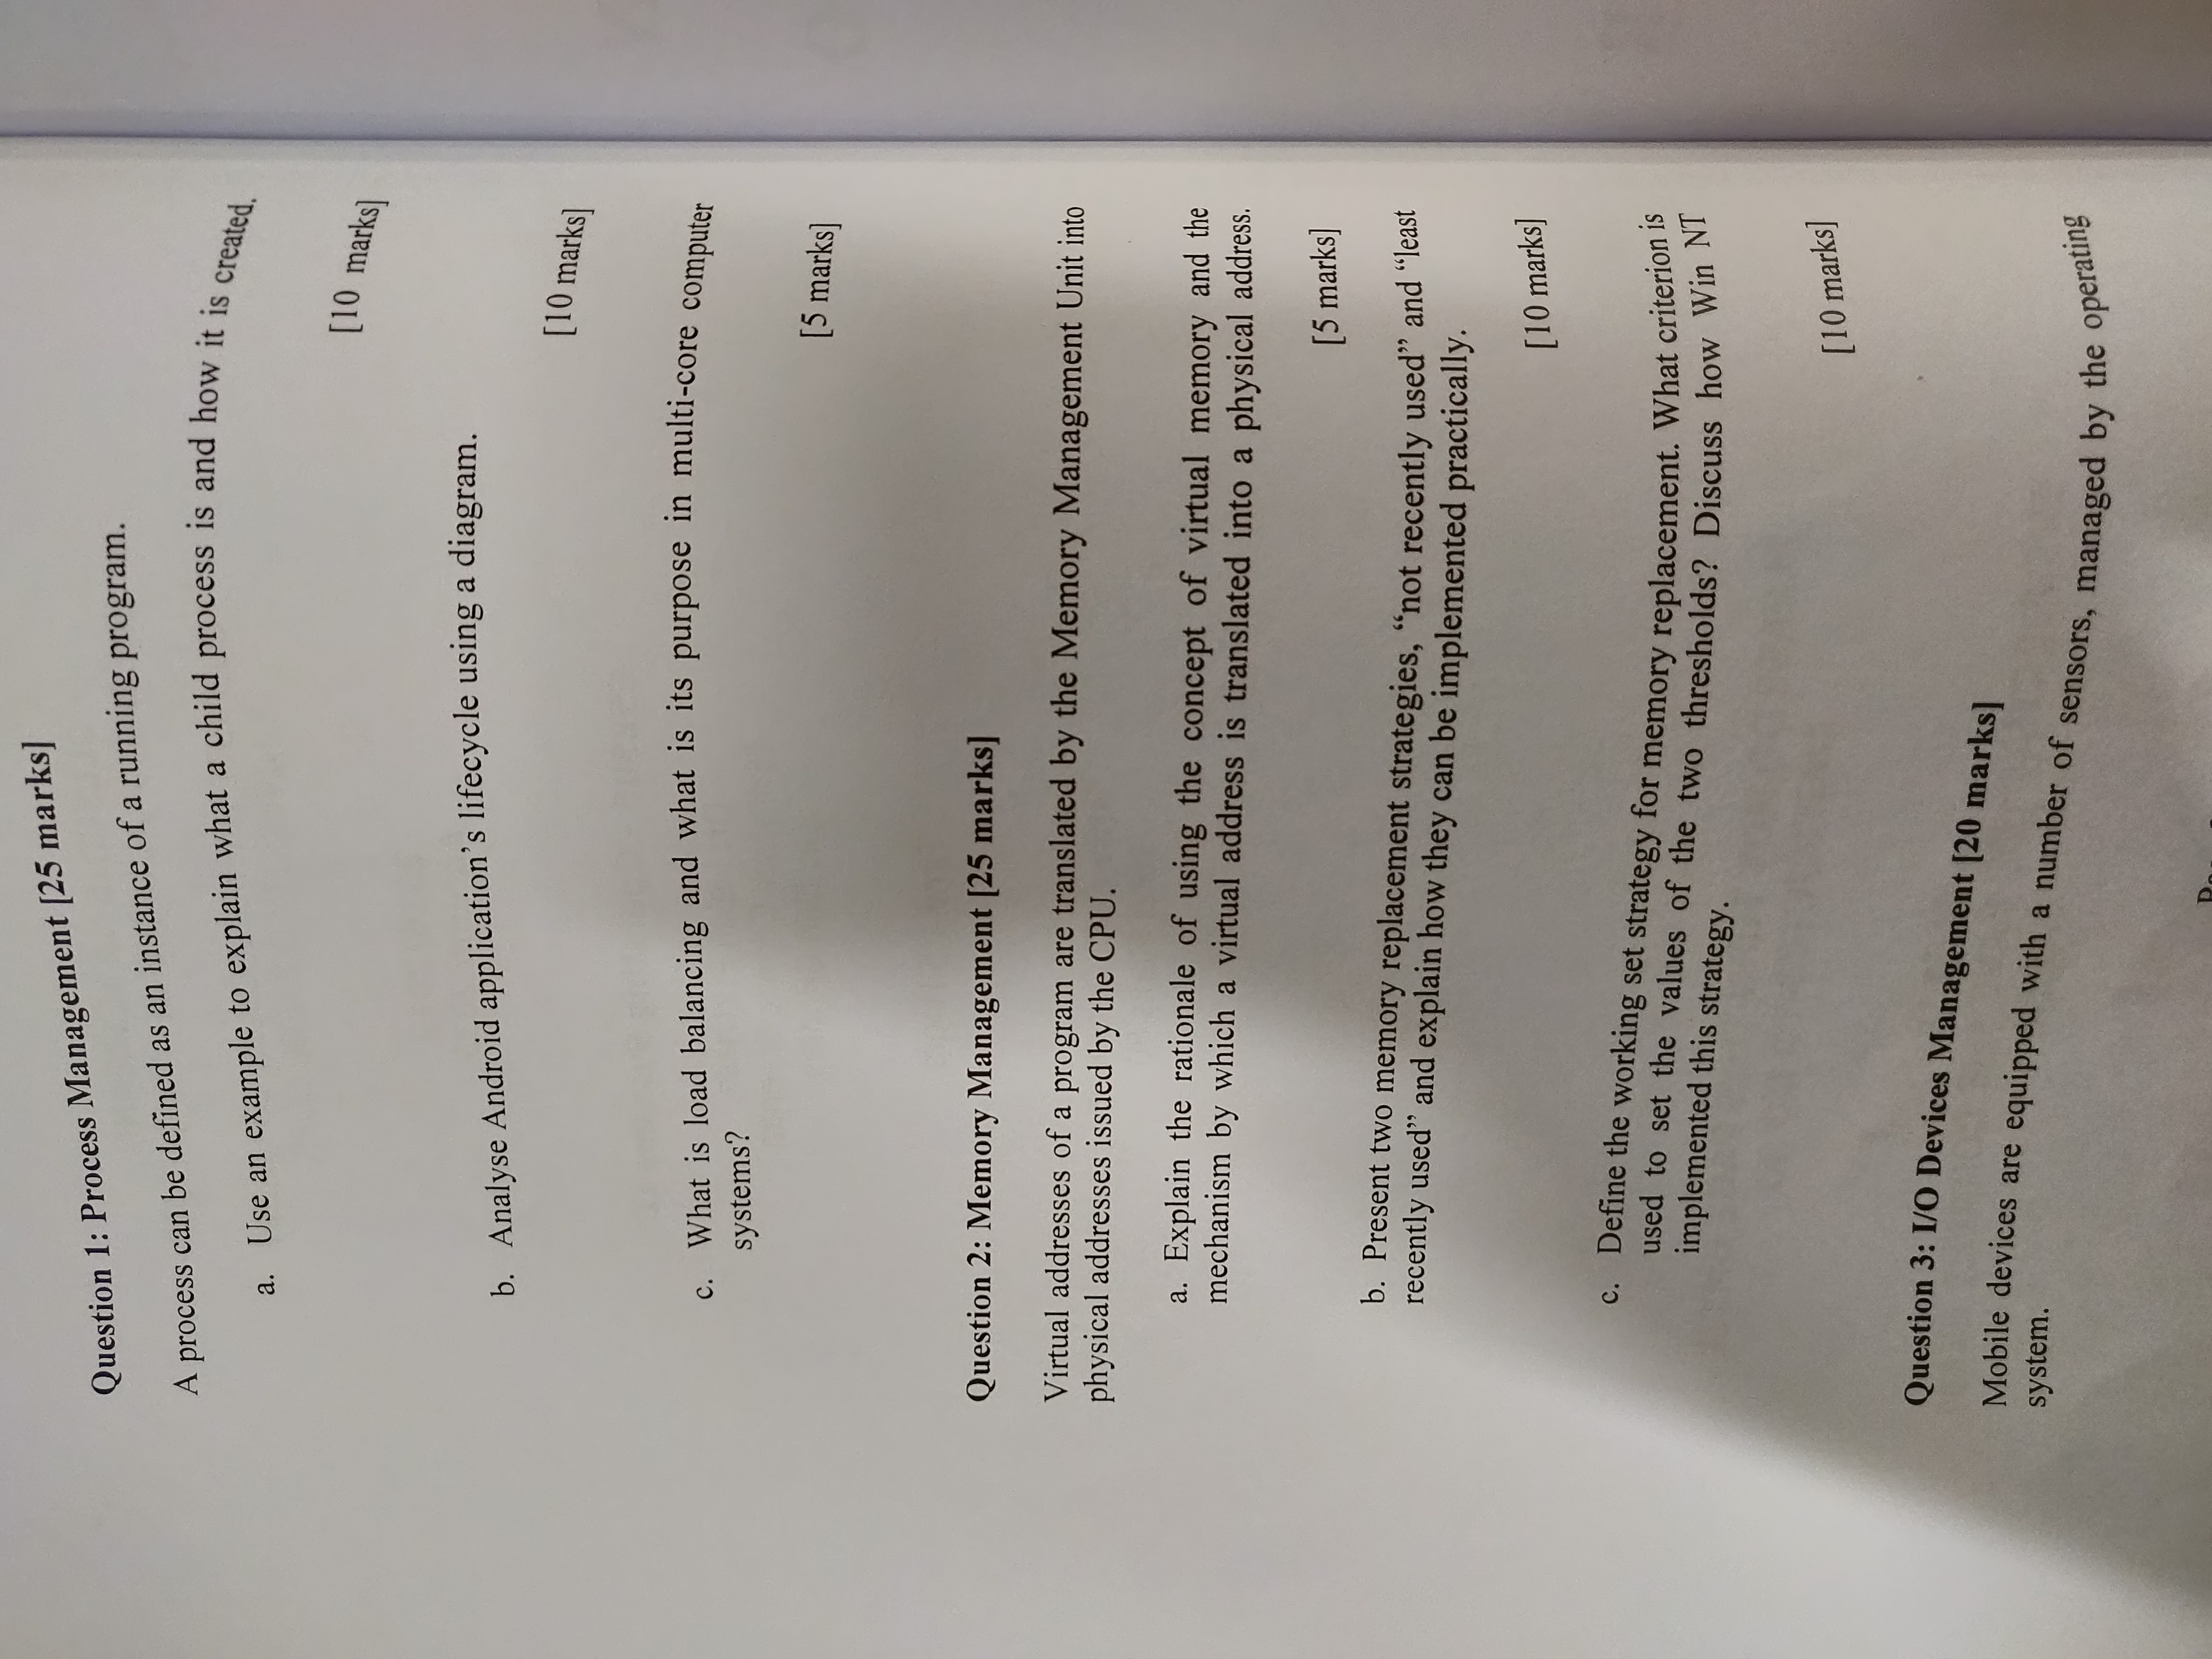 Question 1: Process Management [25 marks]
A process can be defined as an instance of a running program.
a. Use an example to explain what a child process is and how it is created.
[10 marks]
b. Analyse Android application’s lifecycle using a diagram.
[10 marks]
c. What is load balancing and what is its purpose in multi-core computer
systems?
[5 marks]
Question 2: Memory Management [25 marks]
Virtual addresses of a program are translated by the Memory Management Unit into
physical addresses issued by the CPU.
a. Explain the rationale of using the concept of virtual memory and the
mechanism by which a virtual address is translated into a physical address.
[5 marks]
b. Present two memory replacement strategies, “not recently used” and “least
recently used” and explain how they can be implemented practically.
[10 marks]
c. Define the working set strategy for memory replacement. What criterion is
used to set the values of the two thresholds? Discuss how Win NT
implemented this strategy.
[10 marks]
Question 3: I/O Devices Management [20 marks]
Mobile devices are equipped with a number of sensors, managed by the operating
system.